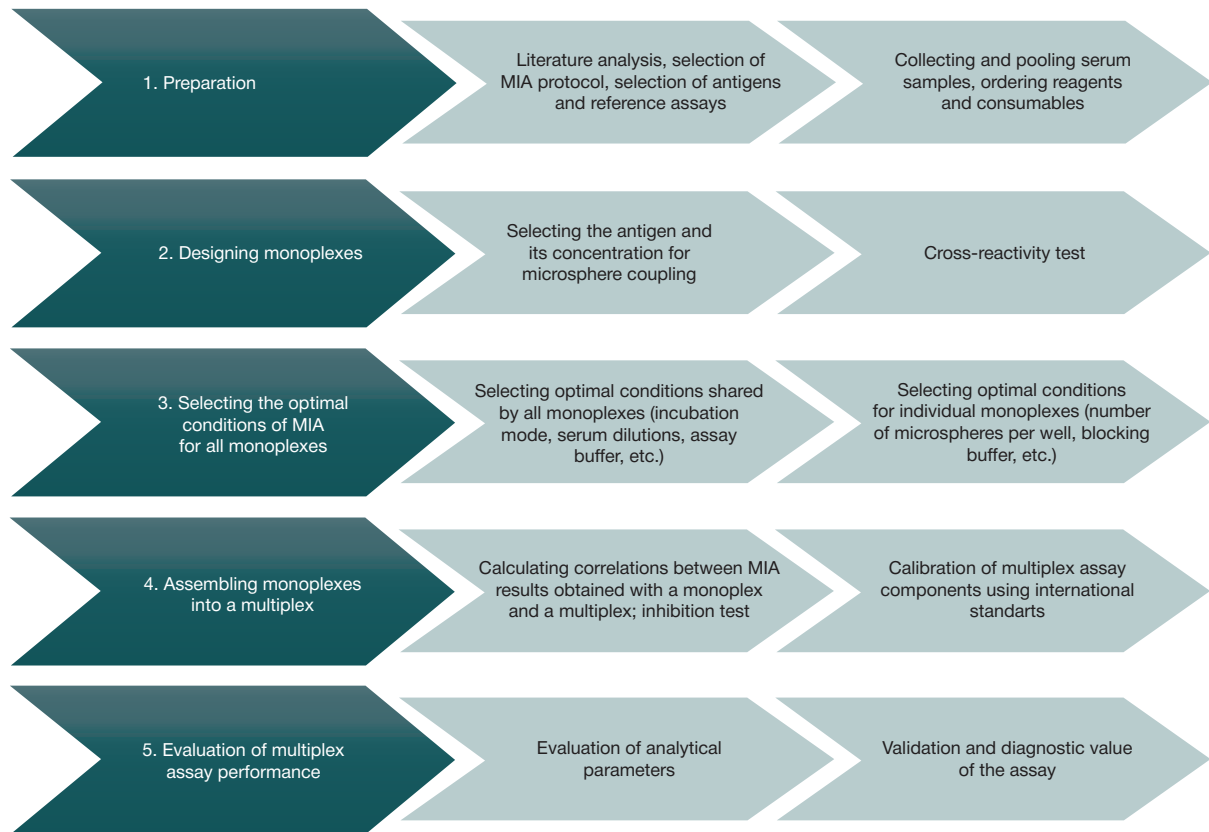 1. Preparation
Literature analysis, selection of
MIA protocol, selection of antigens
and reference assays
Collecting and pooling serum
samples, ordering reagents
and consumables
2. Designing monoplexes
Selecting the antigen and
its concentration for
microsphere coupling
Cross-reactivity test
3. Selecting the optimal
conditions of MIA
for all monoplexes
Selecting optimal conditions shared
by all monoplexes (incubation
mode, serum dilutions, assay
buffer, etc.)
Selecting optimal conditions
for individual monoplexes (number
of microspheres per well, blocking
buffer, etc.)
4. Assembling monoplexes
into a multiplex
Calculating correlations between MIA
results obtained with a monoplex
and a multiplex; inhibition test
Calibration of multiplex assay
components using international
standarts
5. Evaluation of multiplex
assay performance
Evaluation of analytical
parameters
Validation and diagnostic value
of the assay